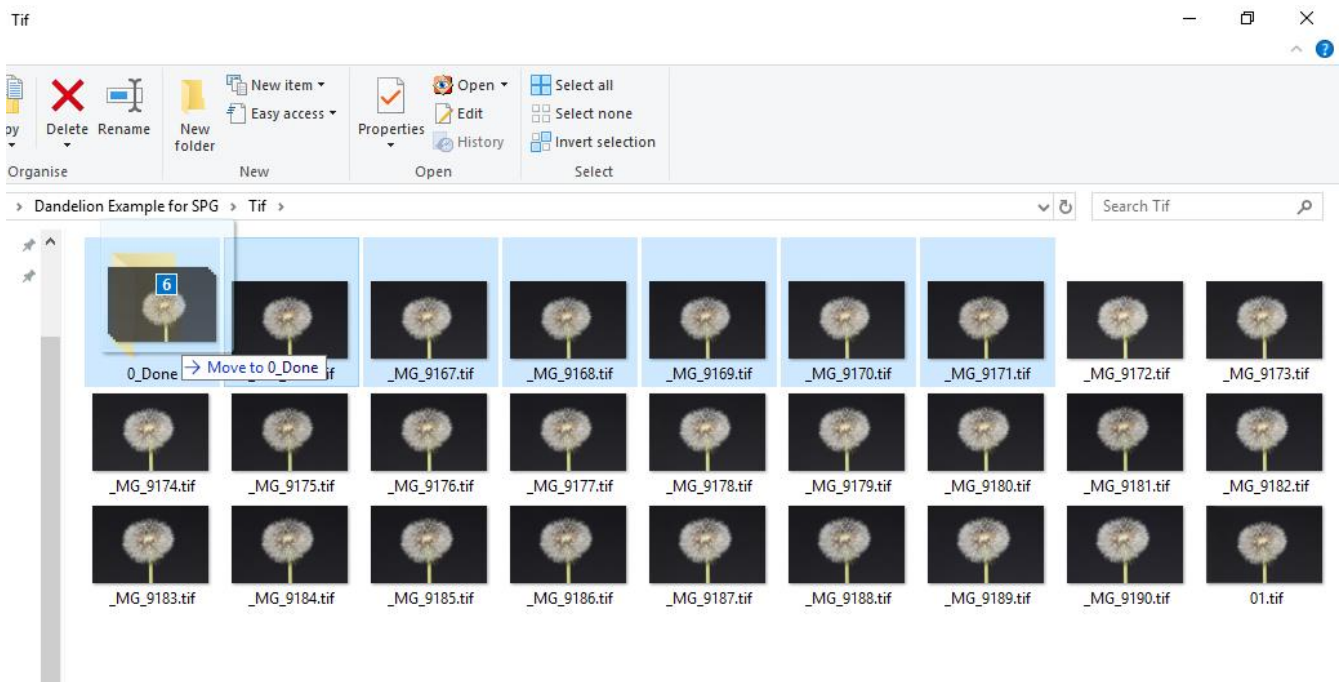 Tif
?
py
Delete
Rename
New
folder
New item
Easy access
Properties
Open
Edit
History
Select all
Select none
Invert selection
Organise
New
Open
Select
> Dandelion Example for SPG > Tif >
Search Tif
6
0_Done
→ Move to 0_Done
if
_MG_9167.tif
_MG_9168.tif
_MG_9169.tif
_MG_9170.tif
_MG_9171.tif
_MG_9172.tif
_MG_9173.tif
_MG_9174.tif
_MG_9175.tif
_MG_9176.tif
_MG_9177.tif
_MG_9178.tif
_MG_9179.tif
_MG_9180.tif
_MG_9181.tif
_MG_9182.tif
_MG_9183.tif
_MG_9184.tif
_MG_9185.tif
_MG_9186.tif
_MG_9187.tif
_MG_9188.tif
_MG_9189.tif
_MG_9190.tif
01.tif